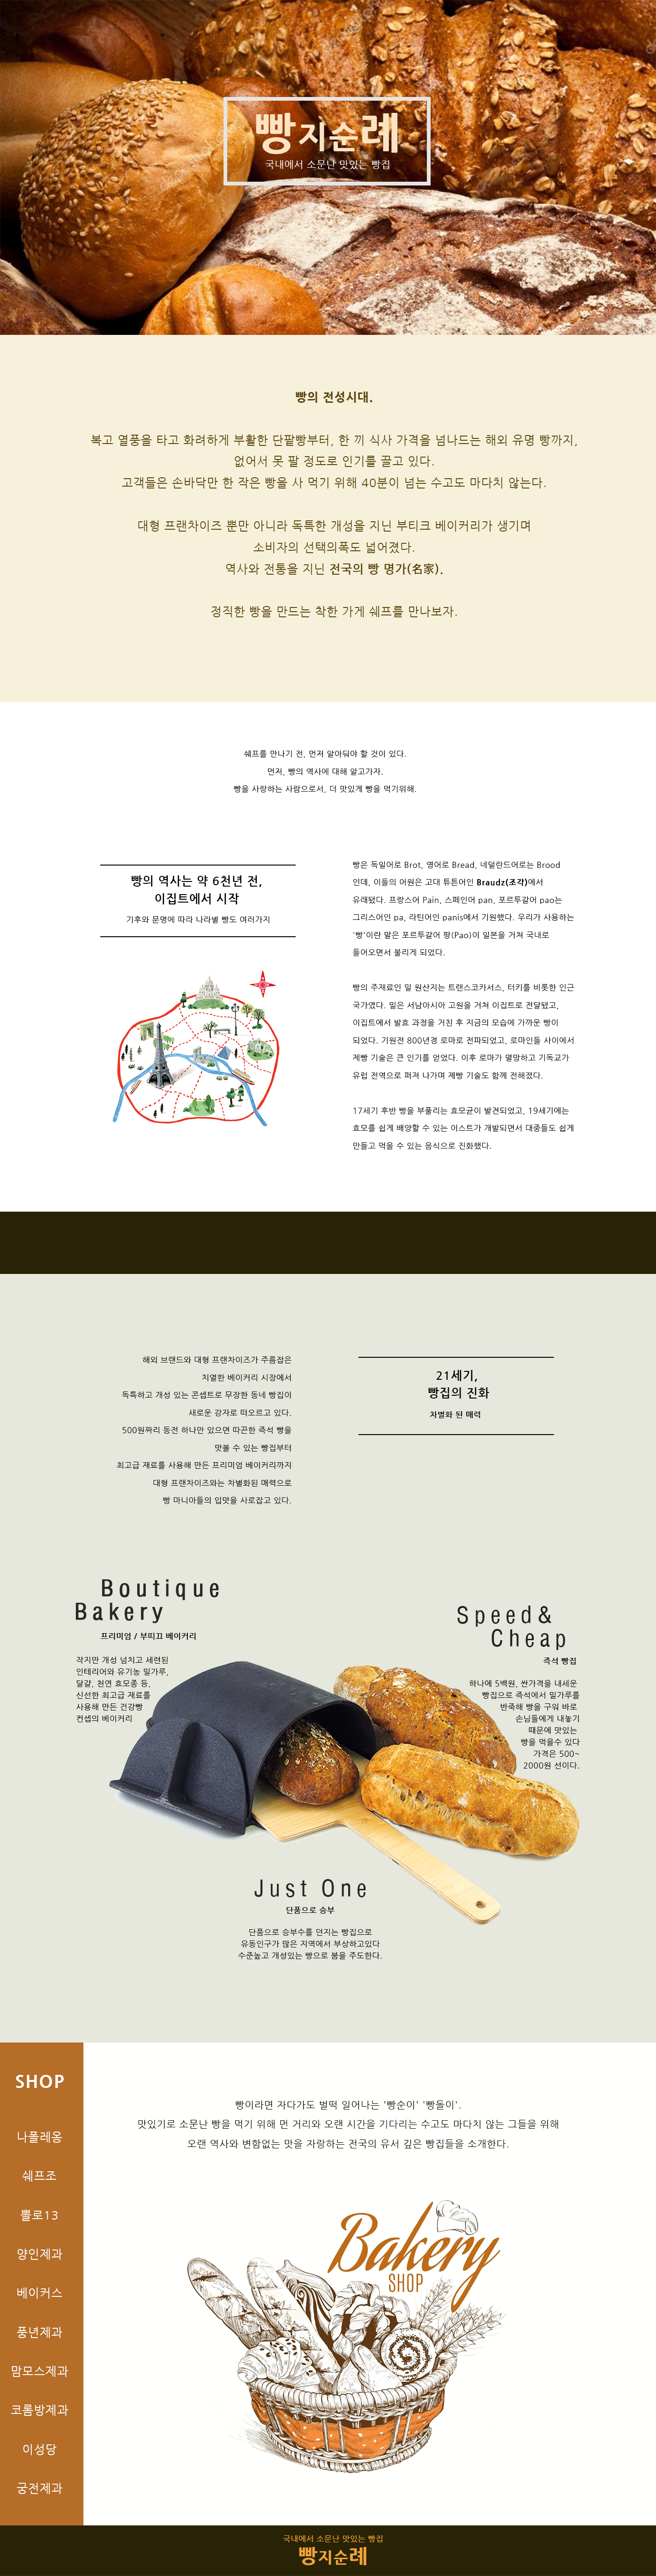 빵지순례
국내에서 소문난 맛있는 빵집
빵의 전성시대.
복고 열풍을 타고 화려하게 부활한 단팥빵부터, 한 끼 식사 가격을 넘나드는 해외 유명 빵까지,
없어서 못 팔 정도로 인기를 끌고 있다.
고객들은 손바닥만 한 작은 빵을 사 먹기 위해 40분이 넘는 수고도 마다치 않는다.
대형 프랜차이즈 뿐만 아니라 독특한 개성을 지닌 부티크 베이커리가 생기며
소비자의 선택의폭도 넓어졌다.
역사와 전통을 지닌 전국의 빵 명가(名家).
정직한 빵을 만드는 착한 가게 쉐프를 만나보자.
쉐프를 만나기 전, 먼저 알아둬야 할 것이 있다.
먼저, 빵의 역사에 대해 알고가자.
빵을 사랑하는 사람으로서, 더 맛있게 빵을 먹기위해.
빵의 역사는 약 6천년 전,
이집트에서 시작
기후와 문명에 따라 나라별 빵도 여러가지
빵은 독일어로 Brot, 영어로 Bread, 네덜란드어로는 Brood
인데, 이들의 어원은 고대 튜튼어인 Braudz(조각)에서
유래됐다. 프랑스어 Pain, 스페인어 pan, 포르투갈어 pao는
그리스어인 pa, 라틴어인 panis에서 기원했다. 우리가 사용하는
'빵'이란 말은 포르투갈어 팡(Pao)이 일본을 거쳐 국내로
들어오면서 불리게 되었다.
빵의 주재료인 밀 원산지는 트랜스코카서스, 터키를 비롯한 인근
국가였다. 밀은 서남아시아 고원을 거쳐 이집트로 전달됐고,
이집트에서 발효 과정을 거친 후 지금의 모습에 가까운 빵이
되었다. 기원전 800년경 로마로 전파되었고, 로마인들 사이에서
제빵 기술은 큰 인기를 얻었다. 이후 로마가 멸망하고 기독교가
유럽 전역으로 퍼져 나가며 제빵 기술도 함께 전해졌다.
17세기 후반 빵을 부풀리는 효모균이 발견되었고, 19세기에는
효모를 쉽게 배양할 수 있는 이스트가 개발되면서 대중들도 쉽게
만들고 먹을 수 있는 음식으로 진화했다.
해외 브랜드와 대형 프랜차이즈가 주름잡은
치열한 베이커리 시장에서
독특하고 개성 있는 콘셉트로 무장한 동네 빵집이
새로운 강자로 떠오르고 있다.
500원짜리 동전 하나만 있으면 따끈한 즉석 빵을
맛볼 수 있는 빵집부터
최고급 재료를 사용해 만든 프리미엄 베이커리까지
대형 프랜차이즈와는 차별화된 매력으로
빵 마니아들의 입맛을 사로잡고 있다.
21세기,
빵집의 진화
차별화 된 매력
Boutique
Bakery
프리미엄 / 부띠끄 베이커리
작지만 개성 넘치고 세련된
인테리어와 유기농 밀가루,
달걀, 천연 효모종 등,
신선한 최고급 재료를
사용해 만든 건강빵
컨셉의 베이커리
Speed&
Cheap
즉석 빵집
하나에 5백원, 싼가격을 내세운
빵집으로 즉석에서 밀가루를
반죽해 빵을 구워 바로
손님들에게 내놓기
때문에 맛있는
빵을 먹을수 있다
가격은 500~
2000원 선이다.
Just One
단품으로 승부
단품으로 승부수를 던지는 빵집으로
유동인구가 많은 지역에서 부상하고있다
수준높고 개성있는 빵으로 붐을 주도한다.
SHOP
나폴레옹
쉐프조
뽈로13
양인제과
베이커스
풍년제과
맘모스제과
코롬방제과
이성당
궁전제과
빵이라면 자다가도 벌떡 일어나는 '빵순이' '빵돌이'.
맛있기로 소문난 빵을 먹기 위해 먼 거리와 오랜 시간을 기다리는 수고도 마다치 않는 그들을 위해
오랜 역사와 변함없는 맛을 자랑하는 전국의 유서 깊은 빵집들을 소개한다.
Bakery
SHOP
국내에서 소문난 맛있는 빵집
빵지순례